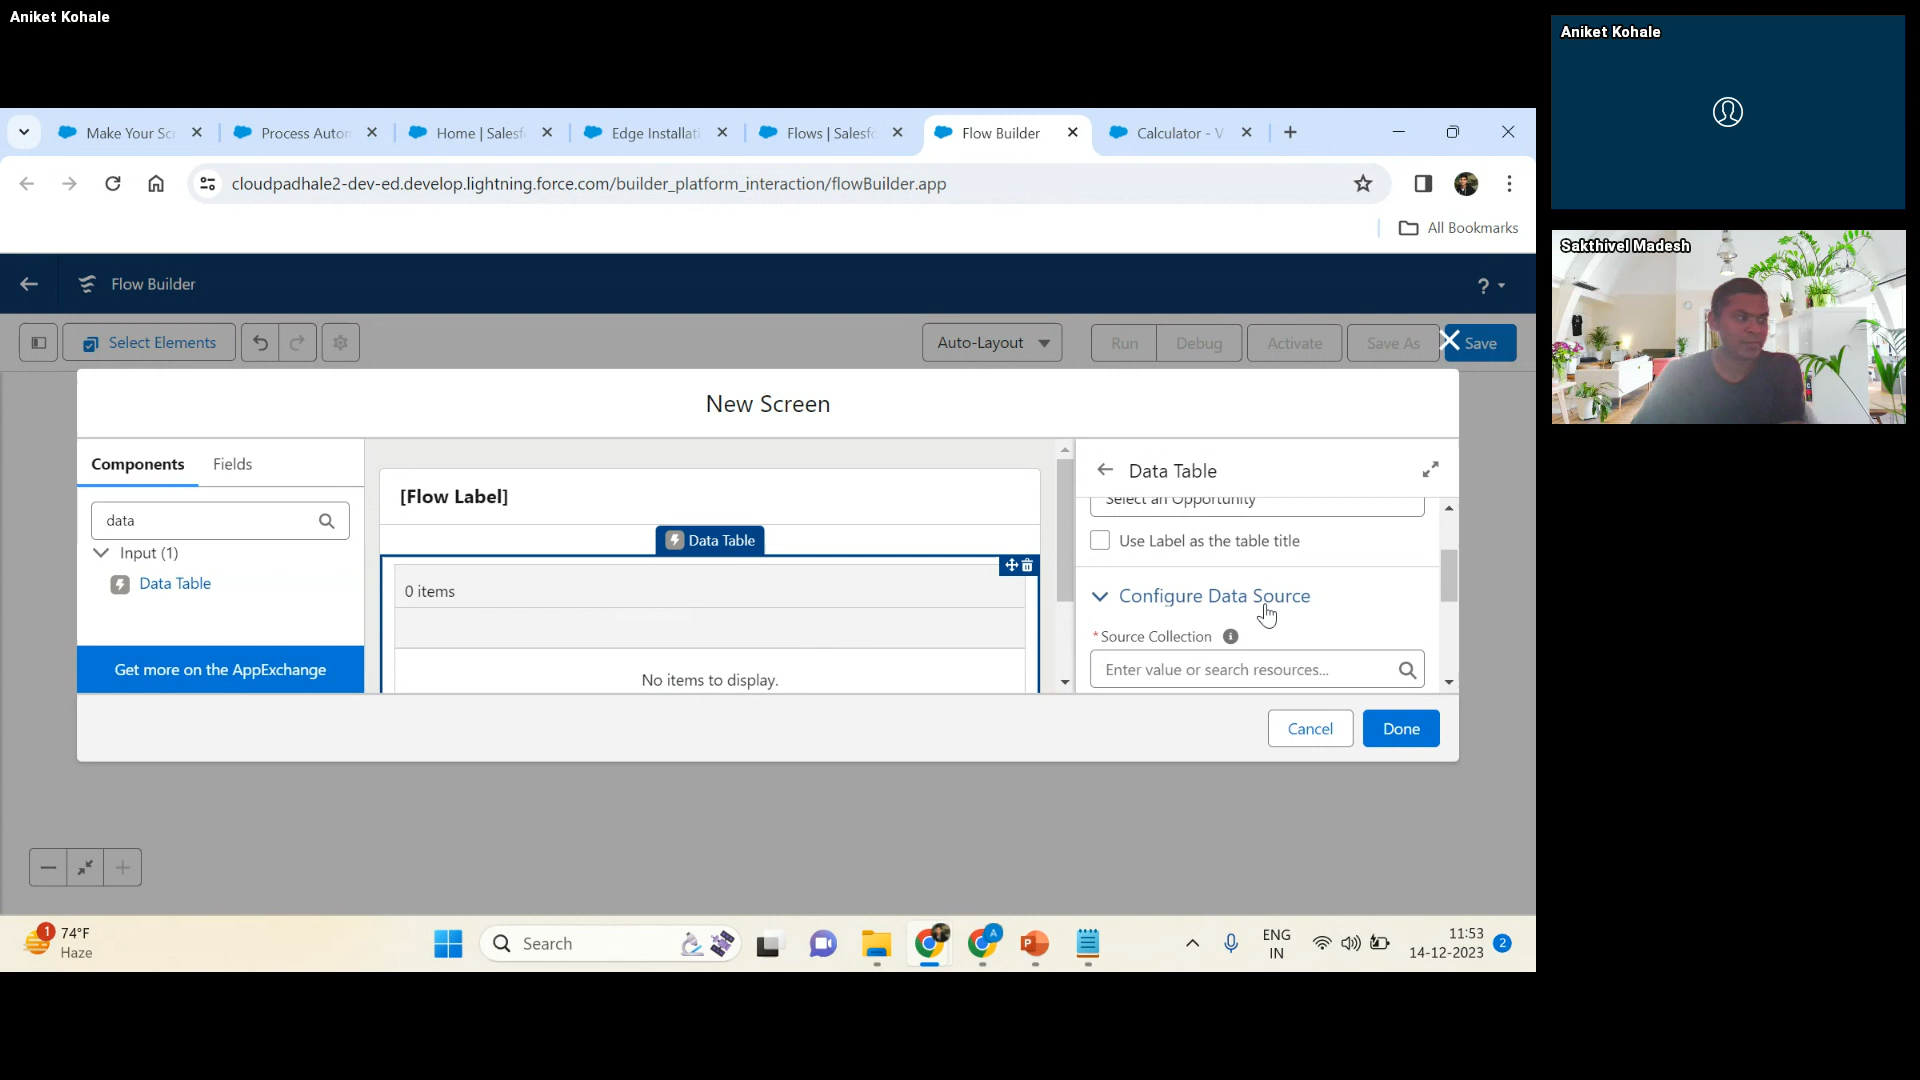 Aniket Kohale
Aniket Kohale
Sakthivel Madesh
Make Your Scr
Process Autor
Home | Salesf
Edge Installati
Flows | Salesfo
Flow Builder
Calculator - V
cloudpadhale2-dev-ed.develop.lightning.force.com/builder_platform_interaction/flowBuilder.app
All Bookmarks
Flow Builder
?
Select Elements
Auto-Layout
Run
Debug
Activate
Save As
Save
New Screen
Components
Fields
data
Input (1)
Data Table
Get more on the AppExchange
[Flow Label]
Data Table
0 items
No items to display.
Data Table
Select an Opportunity
Use Label as the table title
Configure Data Source
*Source Collection
Enter value or search resources...
Cancel
Done
1
74°F
Haze
Search
A
P
ENG
IN
11:53
14-12-2023
2